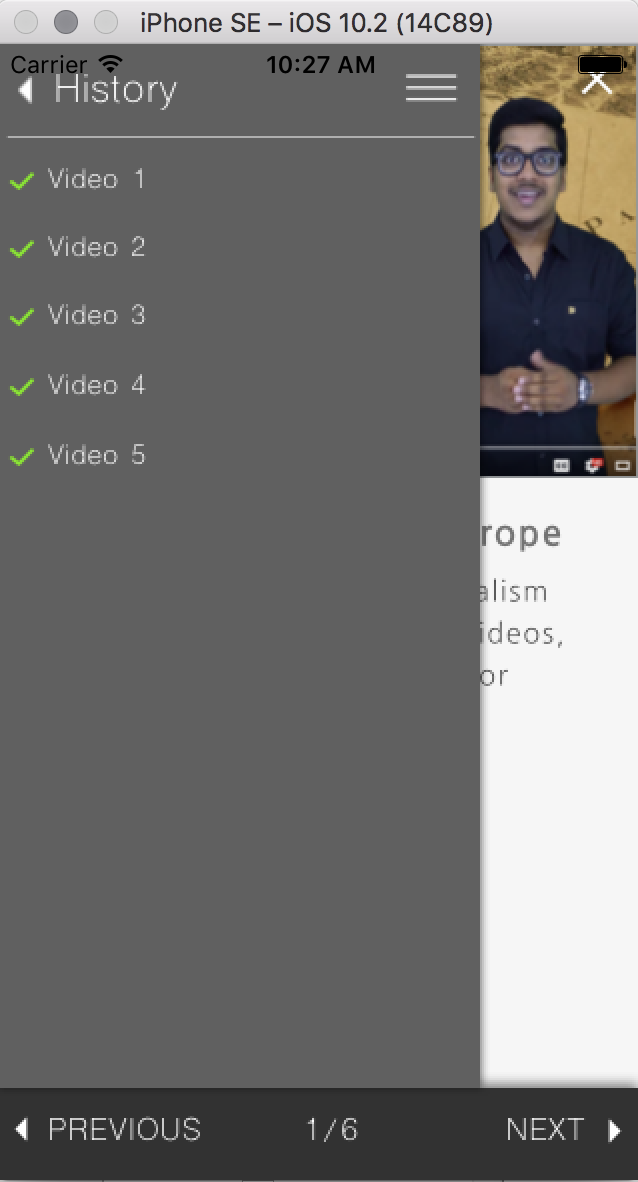 iPhone SE – iOS 10.2 (14C89)
Carrier 10:27 AM
History
Video 1
Video 2
Video 3
Video 4
Video 5
P A
rope
alism
ideos,
or
PREVIOUS 1/6 NEXT